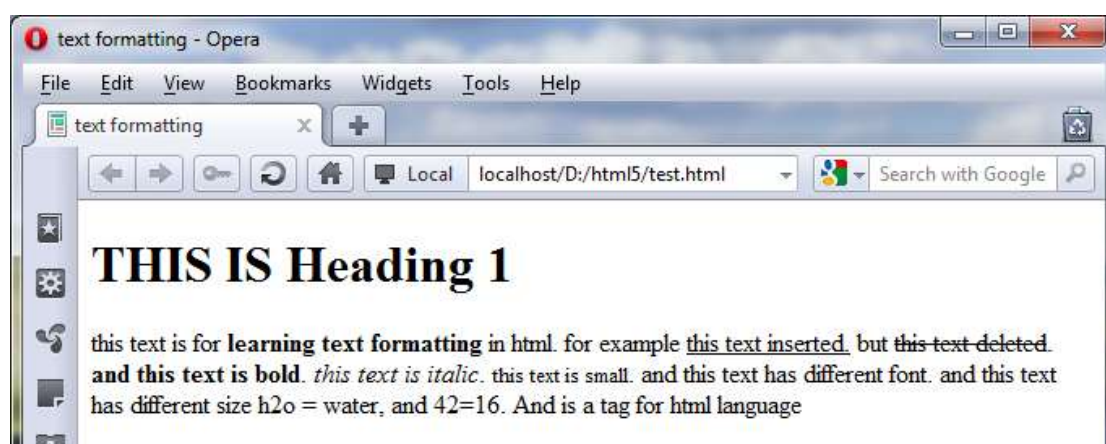 text formatting - Opera
File Edit View Bookmarks Widgets Tools Help
text formatting
Local localhost/D:/html5/test.html Search with Google
THIS IS Heading 1
this text is for learning text formatting in html. for example this text inserted. but this text deleted.
and this text is bold. this text is italic. this text is small. and this text has different font. and this text
has different size h2o = water, and 42=16. And is a tag for html language